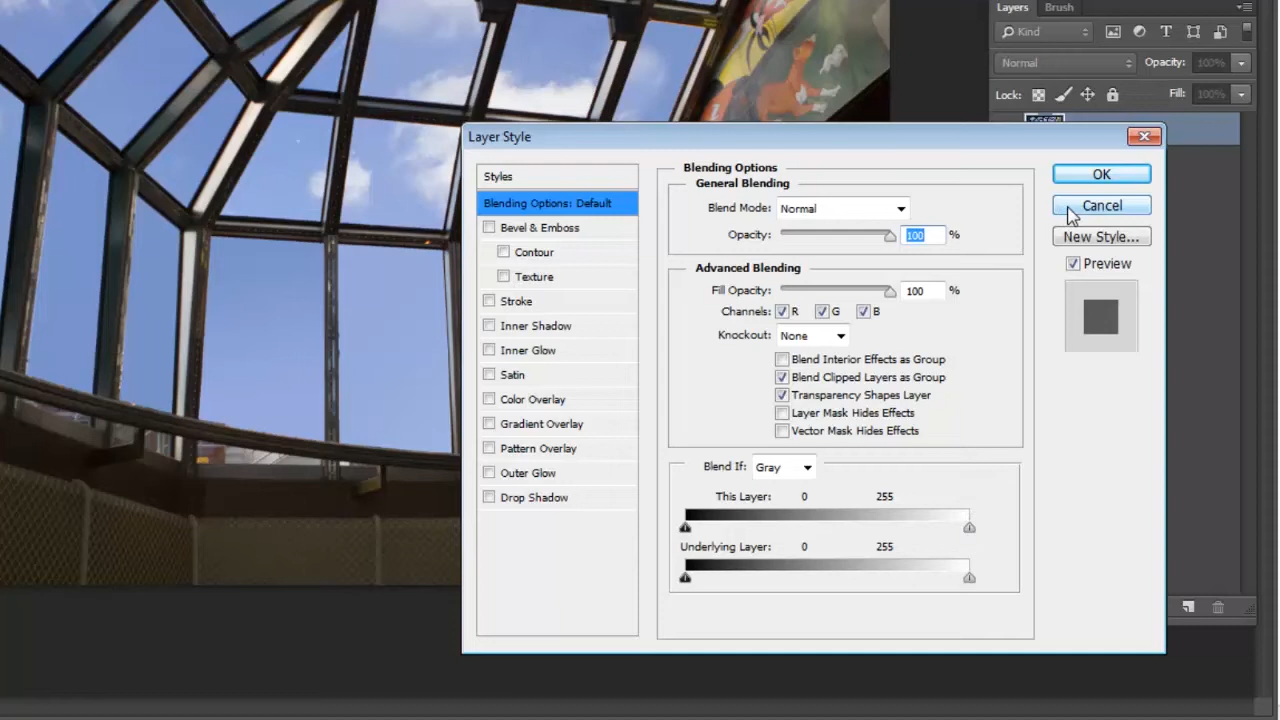 Layers Brush
Kind
Normal Opacity: 100%
Lock: Fill: 100%
Layer Style
Styles
Blending Options: Default
Bevel & Emboss
Contour
Texture
Stroke
Inner Shadow
Inner Glow
Satin
Color Overlay
Gradient Overlay
Pattern Overlay
Outer Glow
Drop Shadow
Blending Options
General Blending
Blend Mode: Normal
Opacity: 100 %
Advanced Blending
Fill Opacity: 100 %
Channels: R G B
Knockout: None
Blend Interior Effects as Group
Blend Clipped Layers as Group
Transparency Shapes Layer
Layer Mask Hides Effects
Vector Mask Hides Effects
Blend If: Gray
This Layer: 0 255
Underlying Layer: 0 255
OK
Cancel
New Style...
Preview